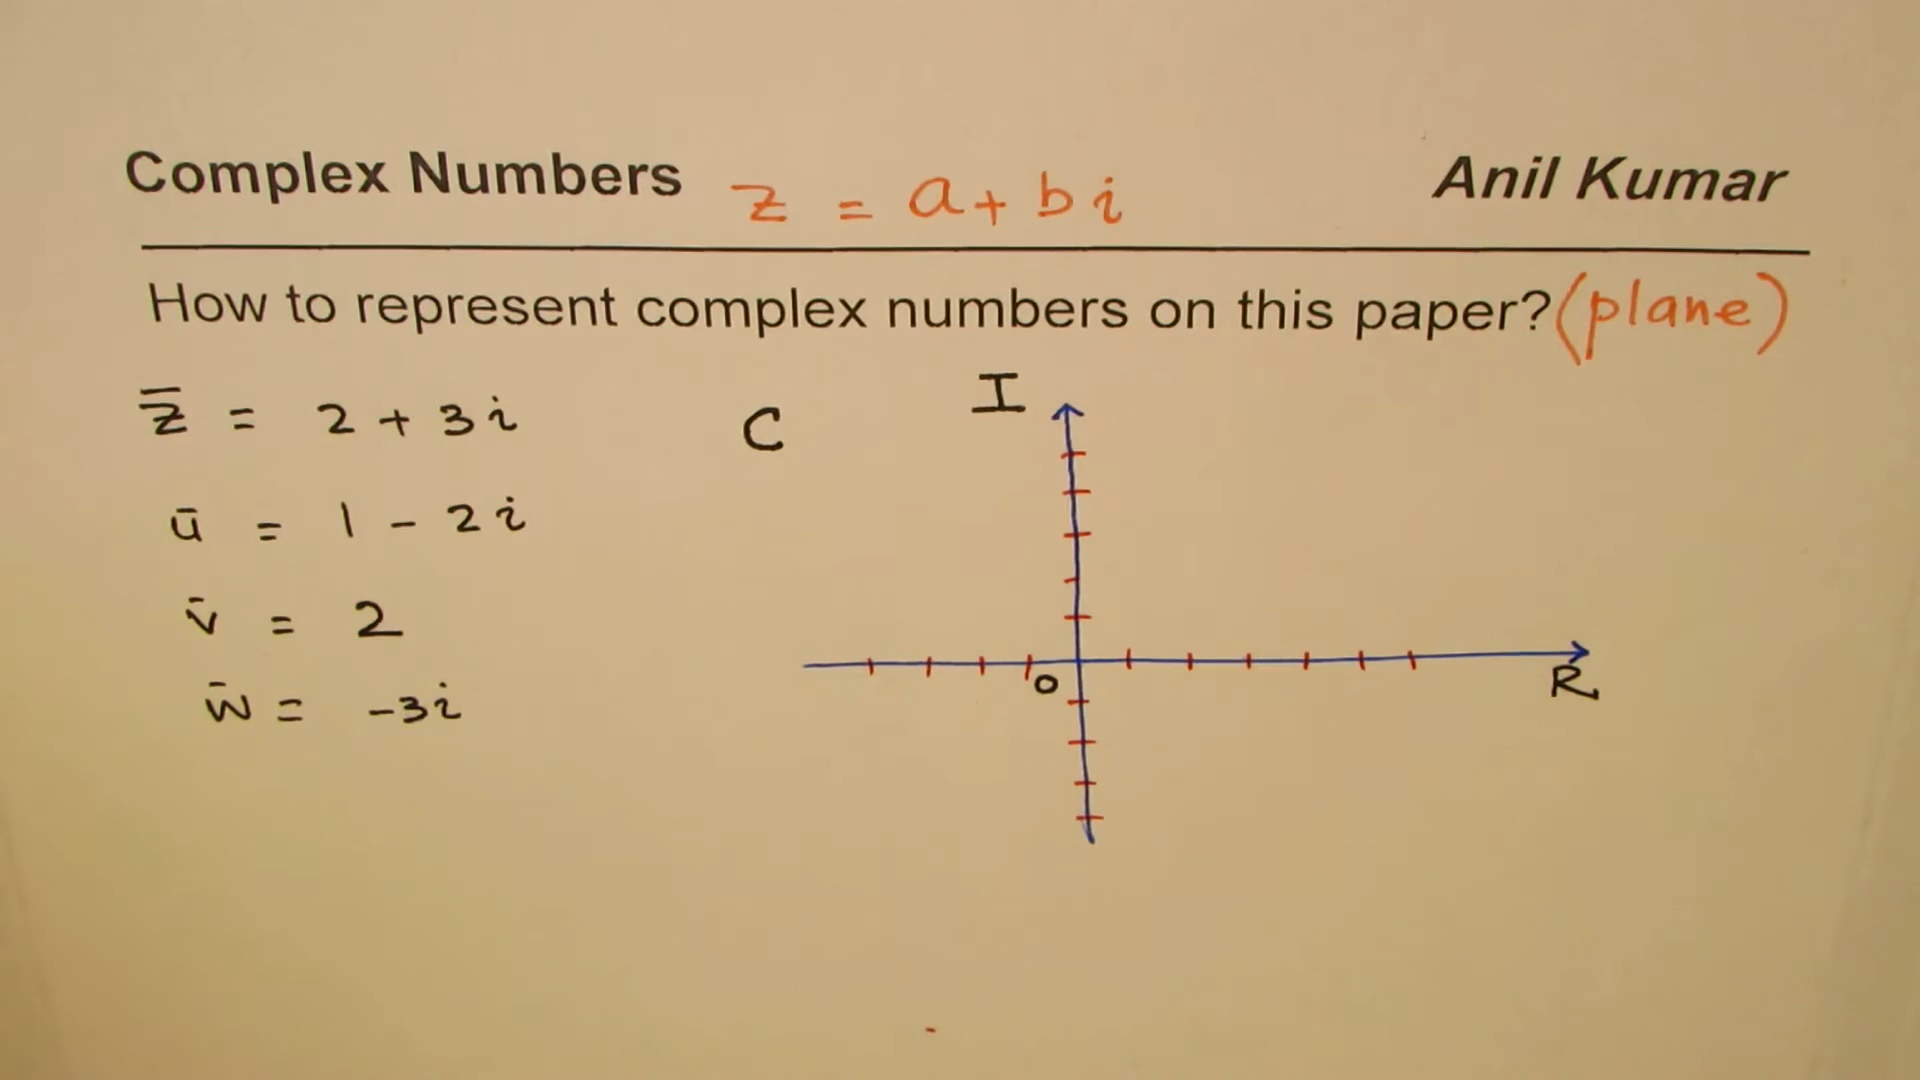 Complex Numbers z = a + bi Anil Kumar
How to represent complex numbers on this paper? (plane)
z̅ = 2 + 3i
C
I
ū = 1 - 2i
v̄ = 2
O
R
w̄ = -3i